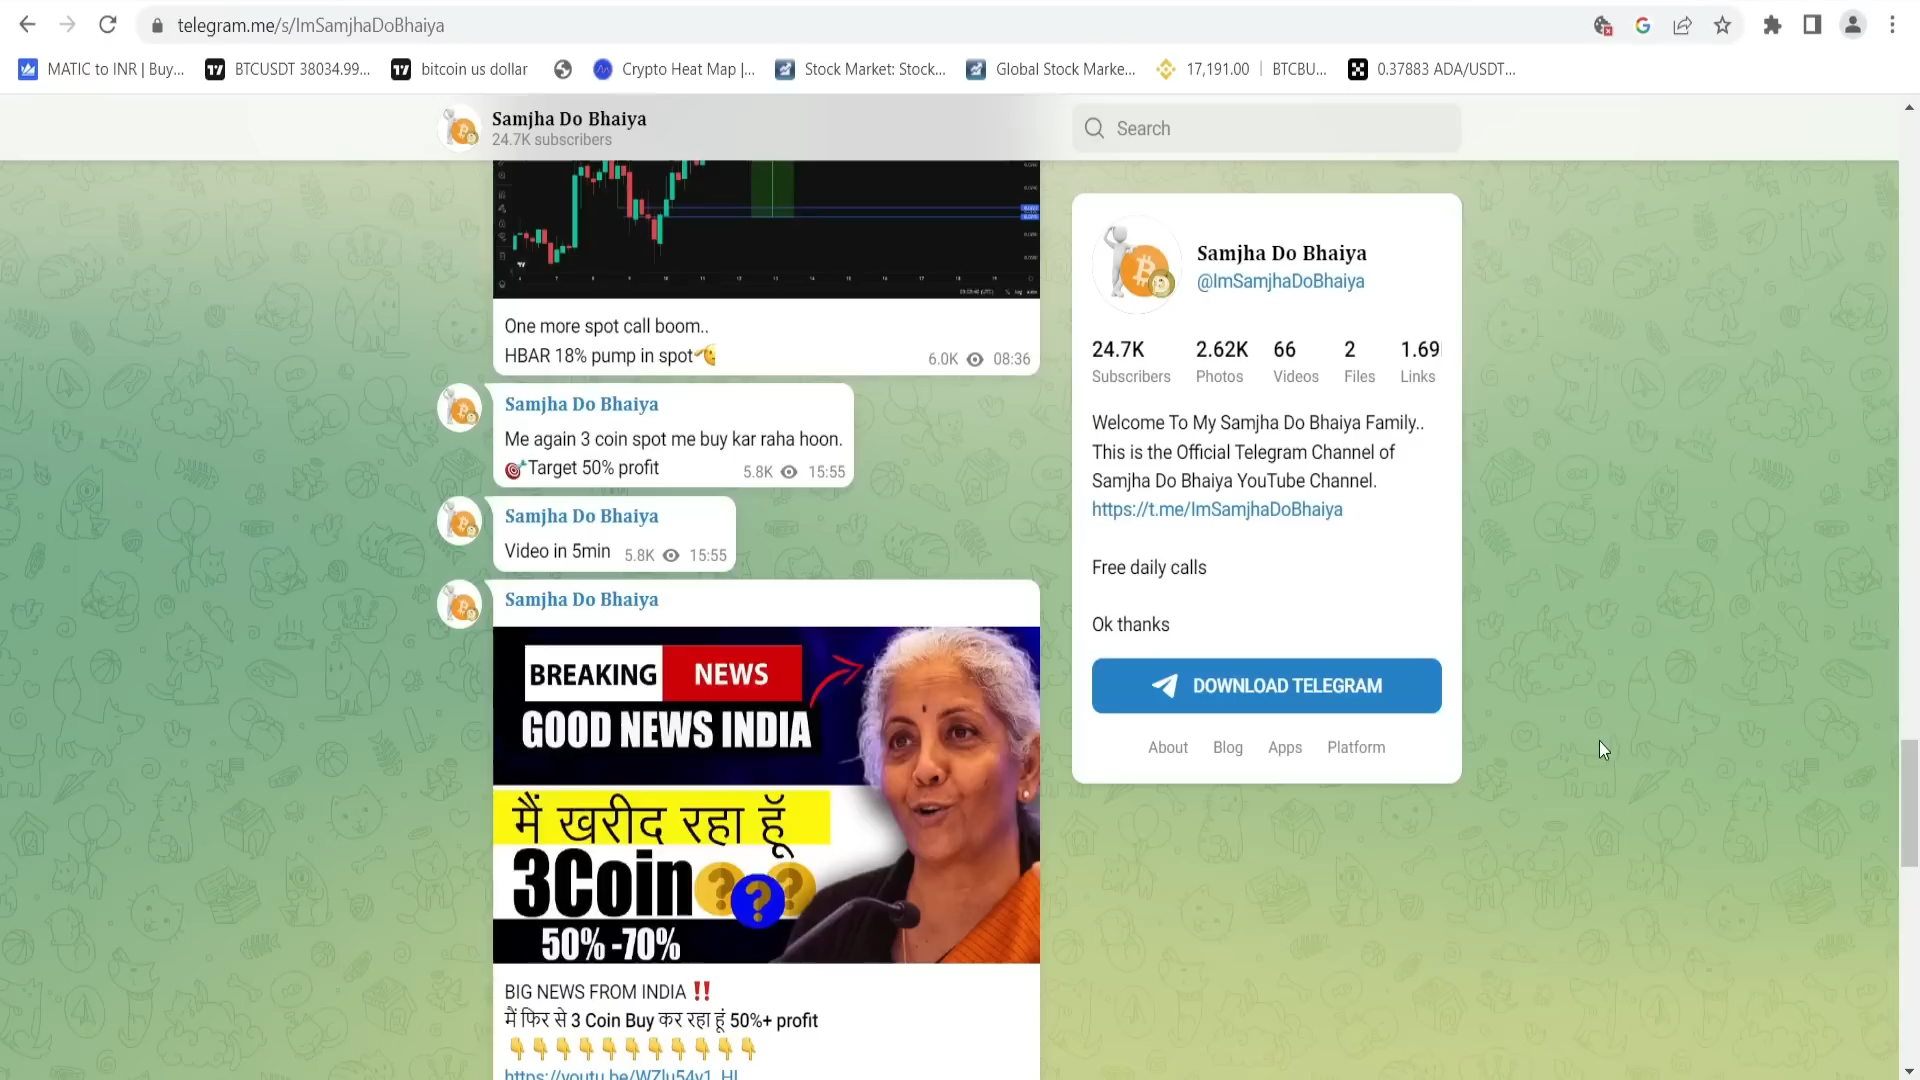 telegram.me/s/ImSamjhaDoBhaiya
MATIC to INR | Buy...
BTCUSDT 38034.99...
bitcoin us dollar
Crypto Heat Map |...
Stock Market: Stock...
Global Stock Marke...
17,191.00 | BTCBU...
0.37883 ADA/USDT...
Samjha Do Bhaiya
24.7K subscribers
Search
One more spot call boom..
HBAR 18% pump in spot🫡
6.0K 08:36
Samjha Do Bhaiya
Me again 3 coin spot me buy kar raha hoon.
🎯Target 50% profit
5.8K 15:55
Samjha Do Bhaiya
Video in 5min
5.8K 15:55
Samjha Do Bhaiya
BREAKING NEWS
GOOD NEWS INDIA
मैं खरीद रहा हूॅं
3Coin???
50% -70%
BIG NEWS FROM INDIA ‼️
मैं फिर से 3 Coin Buy कर रहा हूं 50%+ profit
👇👇👇👇👇👇👇👇👇👇👇
Samjha Do Bhaiya
@ImSamjhaDoBhaiya
24.7K 2.62K 66 2 1.69
Subscribers Photos Videos Files Links
Welcome To My Samjha Do Bhaiya Family..
This is the Official Telegram Channel of
Samjha Do Bhaiya YouTube Channel.
https://t.me/ImSamjhaDoBhaiya
Free daily calls
Ok thanks
DOWNLOAD TELEGRAM
About Blog Apps Platform